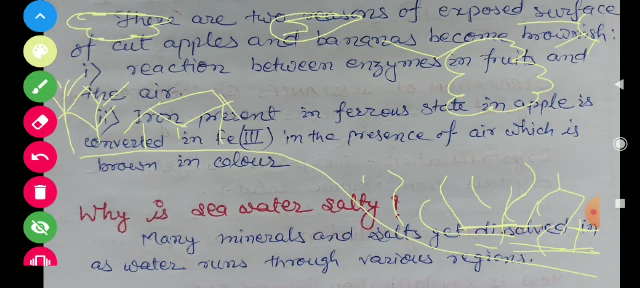 There are two reasons of exposed surface
of cut apples and bananas become brownish:
i) reaction between enzymes in fruits and
the air.
ii) Iron present in ferrous state in apple is
converted in Fe(III) in the presence of air which is
brown in colour
Why is sea water salty?
Many minerals and salts get dissolved in
as water runs through various regions.